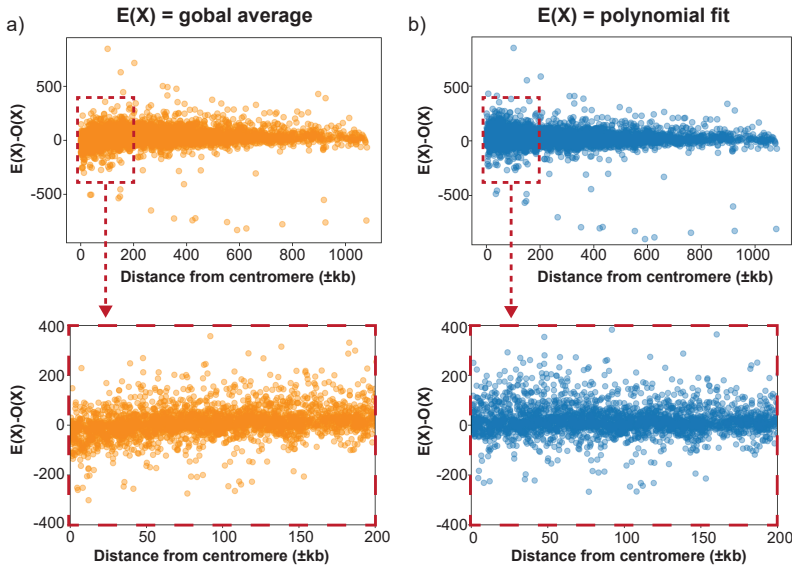 a)
E(X) = gobal average
E(X)-O(X)
500
0
-500
0 200 400 600 800 1000
Distance from centromere (±kb)
E(X)-O(X)
400
200
0
-200
-400
0 50 100 150 200
Distance from centromere (±kb)
b)
E(X) = polynomial fit
E(X)-O(X)
500
0
-500
0 200 400 600 800 1000
Distance from centromere (±kb)
E(X)-O(X)
400
200
0
-200
-400
0 50 100 150 200
Distance from centromere (±kb)